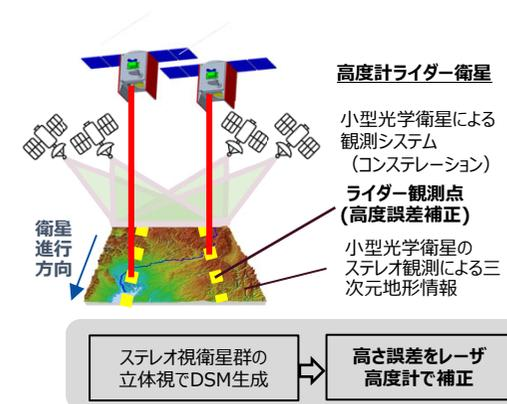 高度計ライダー衛星
小型光学衛星による
観測システム
（コンステレーション）
ライダー観測点
(高度誤差補正)
小型光学衛星の
ステレオ観測による三
次元地形情報
衛星
進行
方向
ステレオ視衛星群の
立体視でDSM生成
高さ誤差をレーザ
高度計で補正